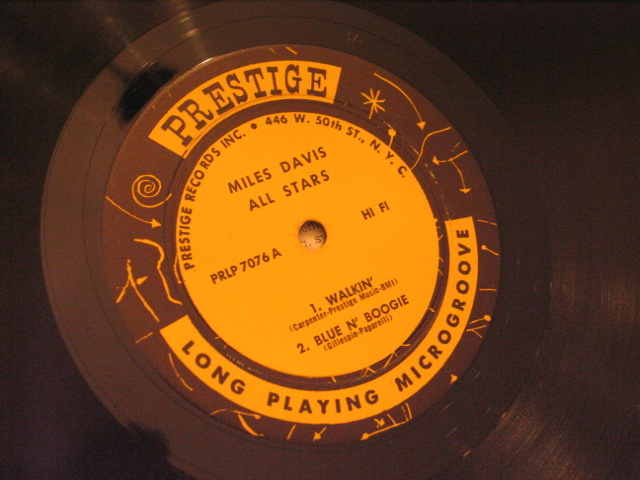 PRESTIGE
PRESTIGE RECORDS INC. • 446 W. 50th ST., N. Y. C.
MILES DAVIS
ALL STARS
PRLP 7076 A
HI FI
1. WALKIN'
(Carpenter-Prestige Music-BMI)
2. BLUE N' BOOGIE
(Gillespie-Paparelli)
LONG PLAYING MICROGROOVE